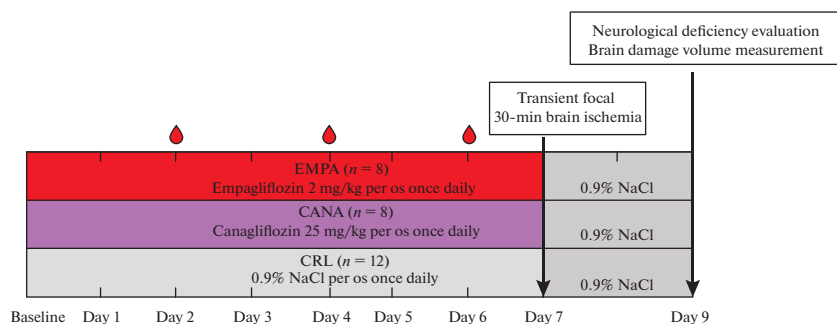 Neurological deficiency evaluation
Brain damage volume measurement
Transient focal
30-min brain ischemia
EMPA (n = 8)
Empagliflozin 2 mg/kg per os once daily
0.9% NaCl
CANA (n = 8)
Canagliflozin 25 mg/kg per os once daily
0.9% NaCl
CRL (n = 12)
0.9% NaCl per os once daily
0.9% NaCl
Baseline Day 1 Day 2 Day 3 Day 4 Day 5 Day 6 Day 7 Day 9